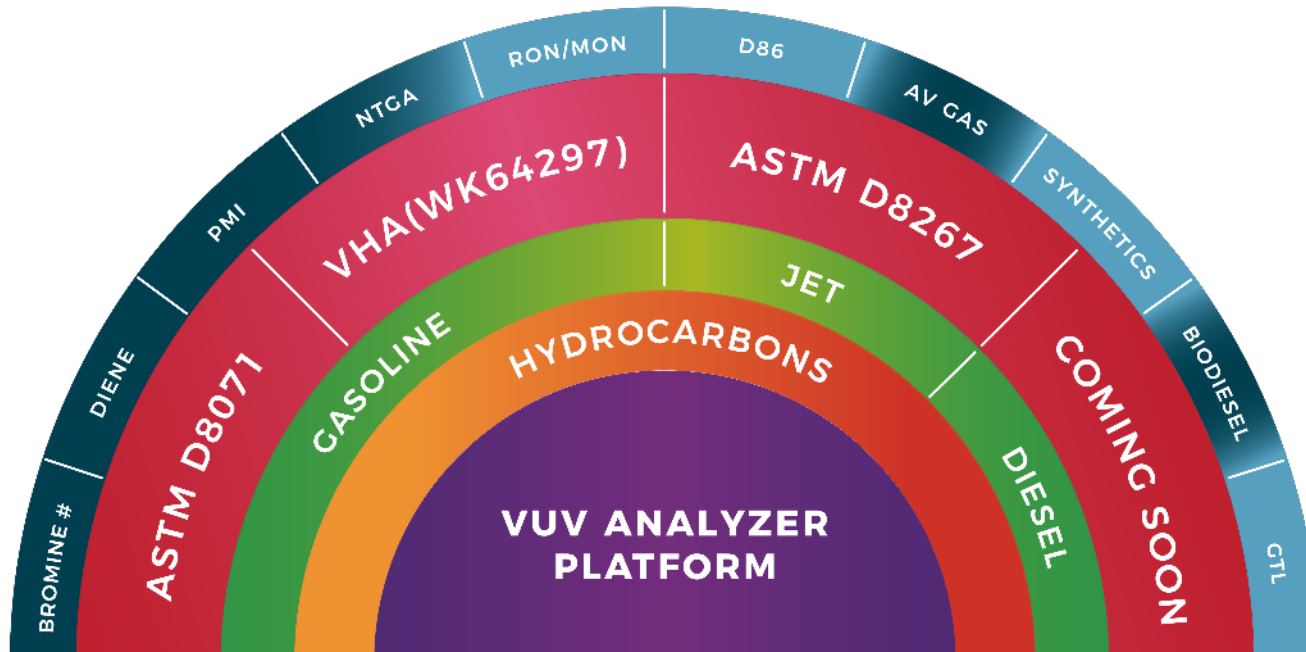 BROMINE #
DIENE
PMI
NTGA
RON/MON
D86
AV GAS
SYNTHETICS
BIODIESEL
GTL
ASTM D8071
VHA(WK64297)
ASTM D8267
COMING SOON
GASOLINE
JET
DIESEL
HYDROCARBONS
VUV ANALYZER
PLATFORM